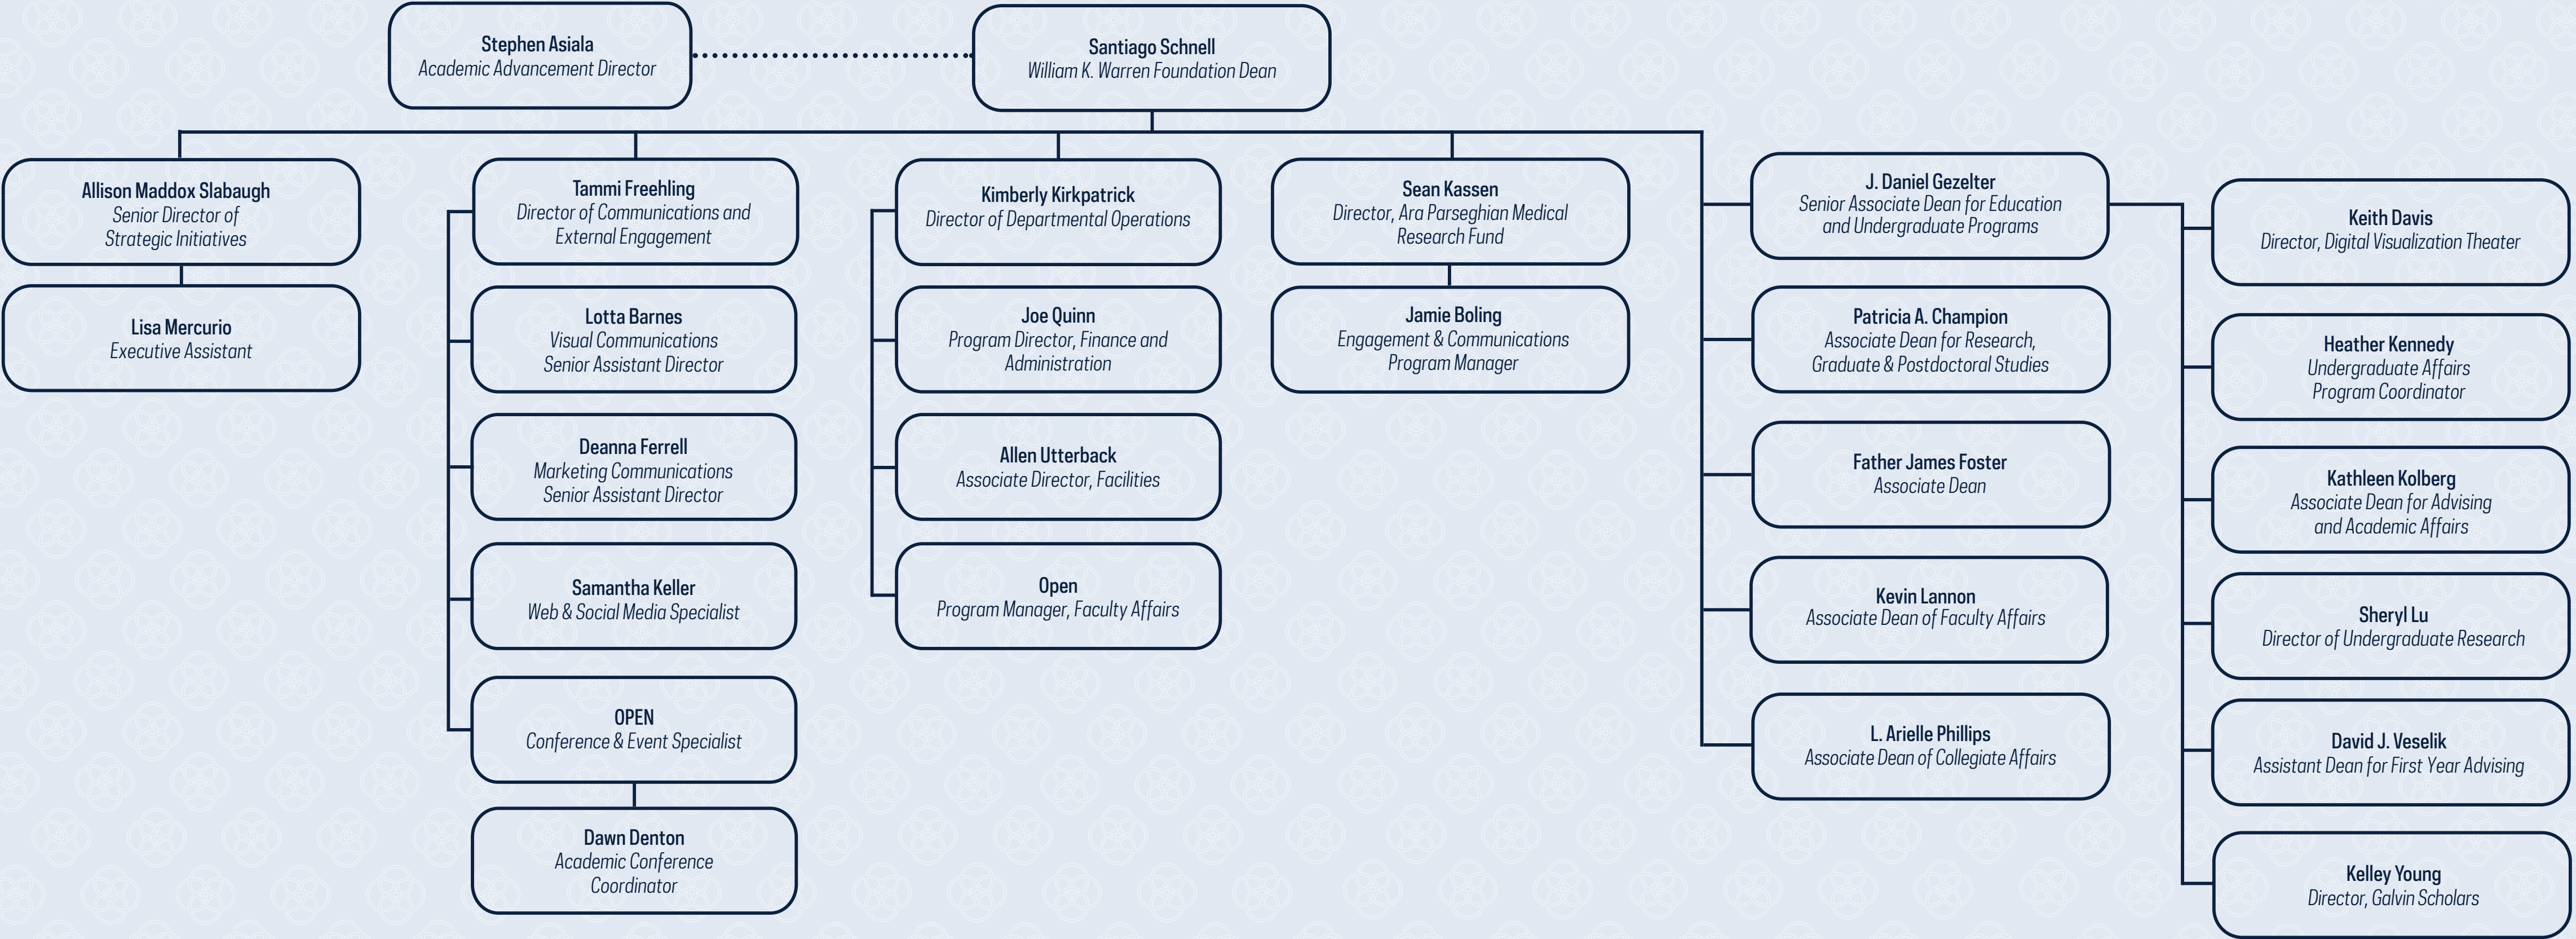 Stephen Asiala
Academic Advancement Director
Santiago Schnell
William K. Warren Foundation Dean
Allison Maddox Slabaugh
Senior Director of
Strategic Initiatives
Lisa Mercurio
Executive Assistant
Tammi Freehling
Director of Communications and
External Engagement
Lotta Barnes
Visual Communications
Senior Assistant Director
Deanna Ferrell
Marketing Communications
Senior Assistant Director
Samantha Keller
Web & Social Media Specialist
OPEN
Conference & Event Specialist
Dawn Denton
Academic Conference
Coordinator
Kimberly Kirkpatrick
Director of Departmental Operations
Joe Quinn
Program Director, Finance and
Administration
Allen Utterback
Associate Director, Facilities
Open
Program Manager, Faculty Affairs
Sean Kassen
Director, Ara Parseghian Medical
Research Fund
Jamie Boling
Engagement & Communications
Program Manager
J. Daniel Gezelter
Senior Associate Dean for Education
and Undergraduate Programs
Patricia A. Champion
Associate Dean for Research,
Graduate & Postdoctoral Studies
Father James Foster
Associate Dean
Kevin Lannon
Associate Dean of Faculty Affairs
L. Arielle Phillips
Associate Dean of Collegiate Affairs
Keith Davis
Director, Digital Visualization Theater
Heather Kennedy
Undergraduate Affairs
Program Coordinator
Kathleen Kolberg
Associate Dean for Advising
and Academic Affairs
Sheryl Lu
Director of Undergraduate Research
David J. Veselik
Assistant Dean for First Year Advising
Kelley Young
Director, Galvin Scholars